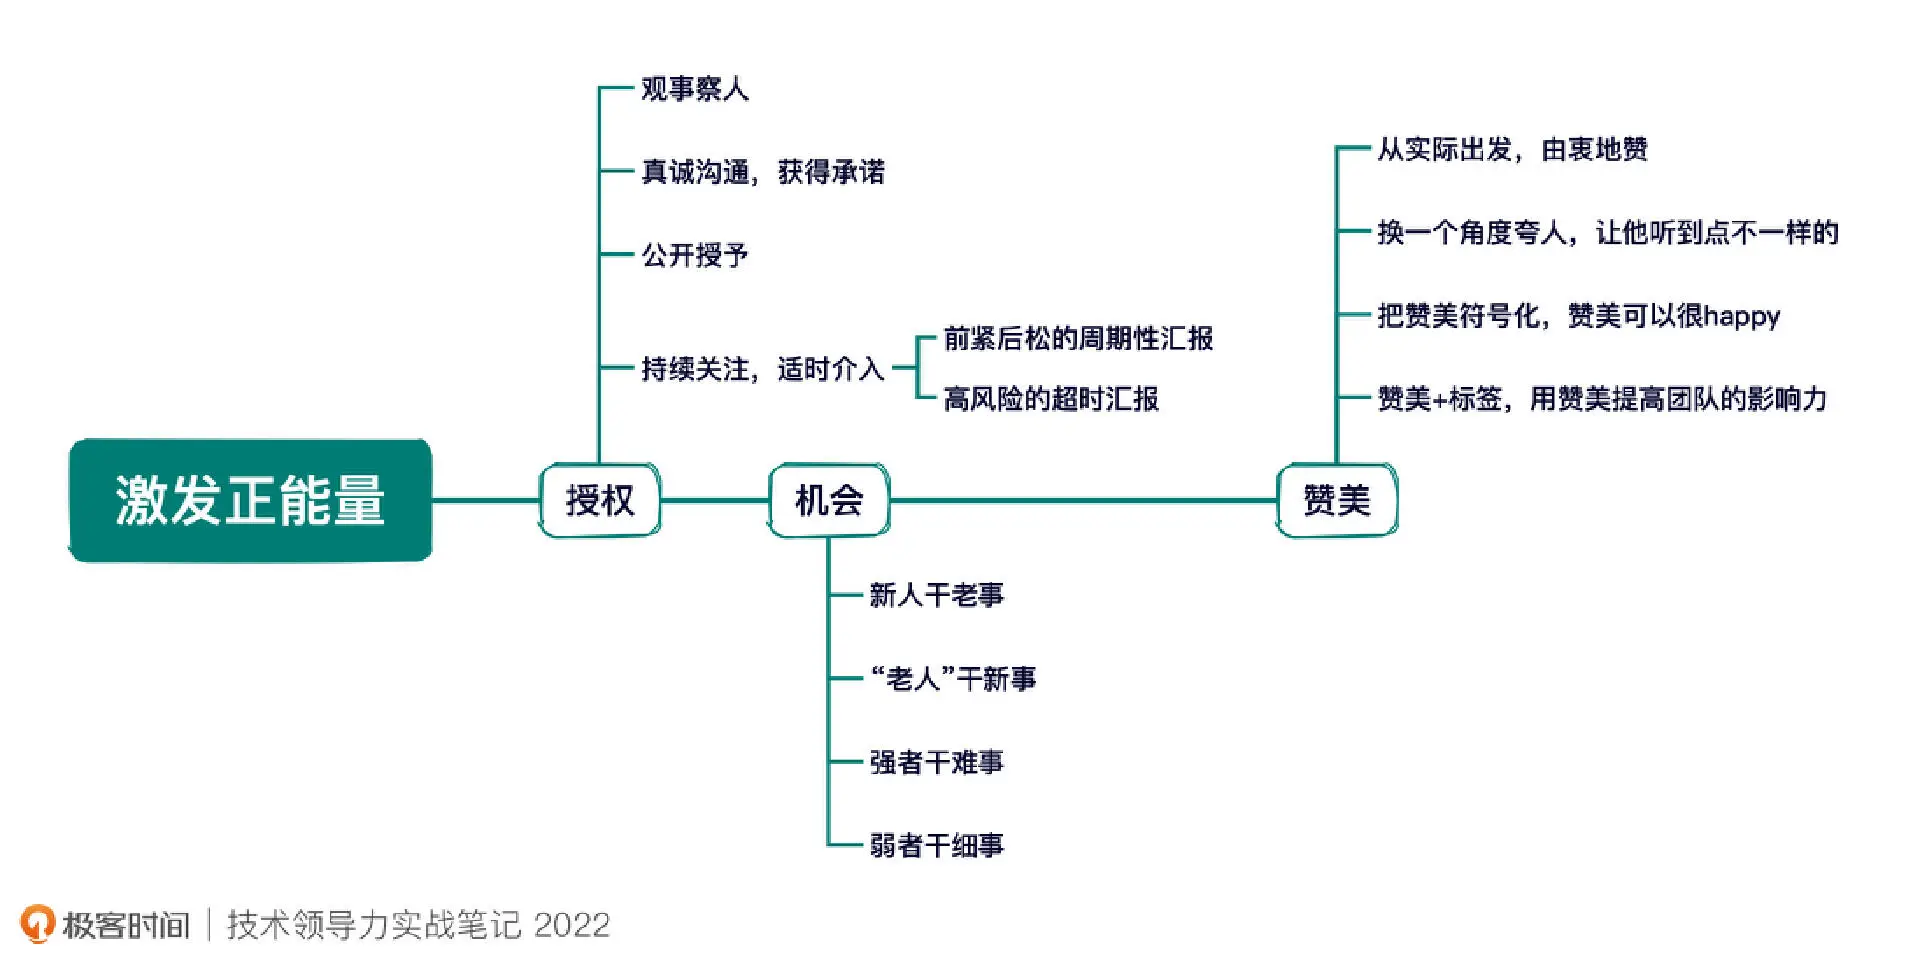 激发正能量
授权
观事察人
真诚沟通，获得承诺
公开授予
持续关注，适时介入
前紧后松的周期性汇报
高风险的超时汇报
机会
新人干老事
“老人”干新事
强者干难事
弱者干细事
赞美
从实际出发，由衷地赞
换一个角度夸人，让他听到点不一样的
把赞美符号化，赞美可以很happy
赞美+标签，用赞美提高团队的影响力
极客时间 | 技术领导力实战笔记 2022